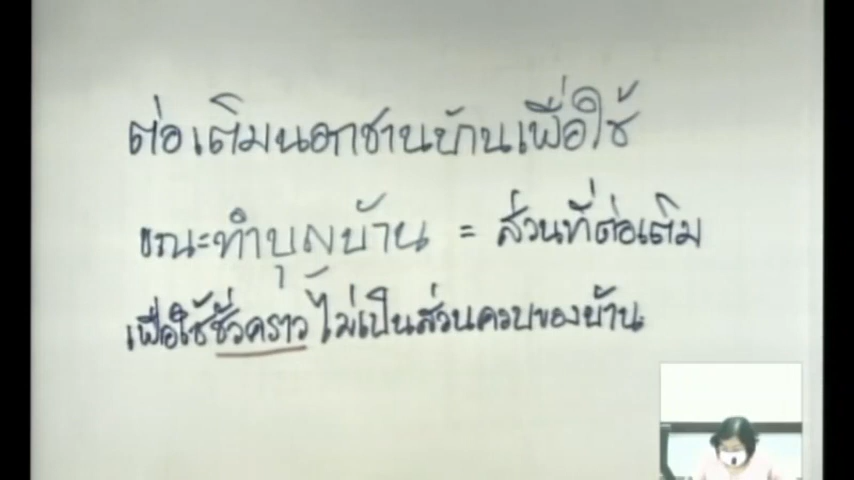 ต่อเติมนอกชานบ้านเพื่อใช้
ขณะทำบุญบ้าน = ส่วนที่ต่อเติม
เพื่อใช้ชั่วคราว ไม่เป็นส่วนควบของบ้าน